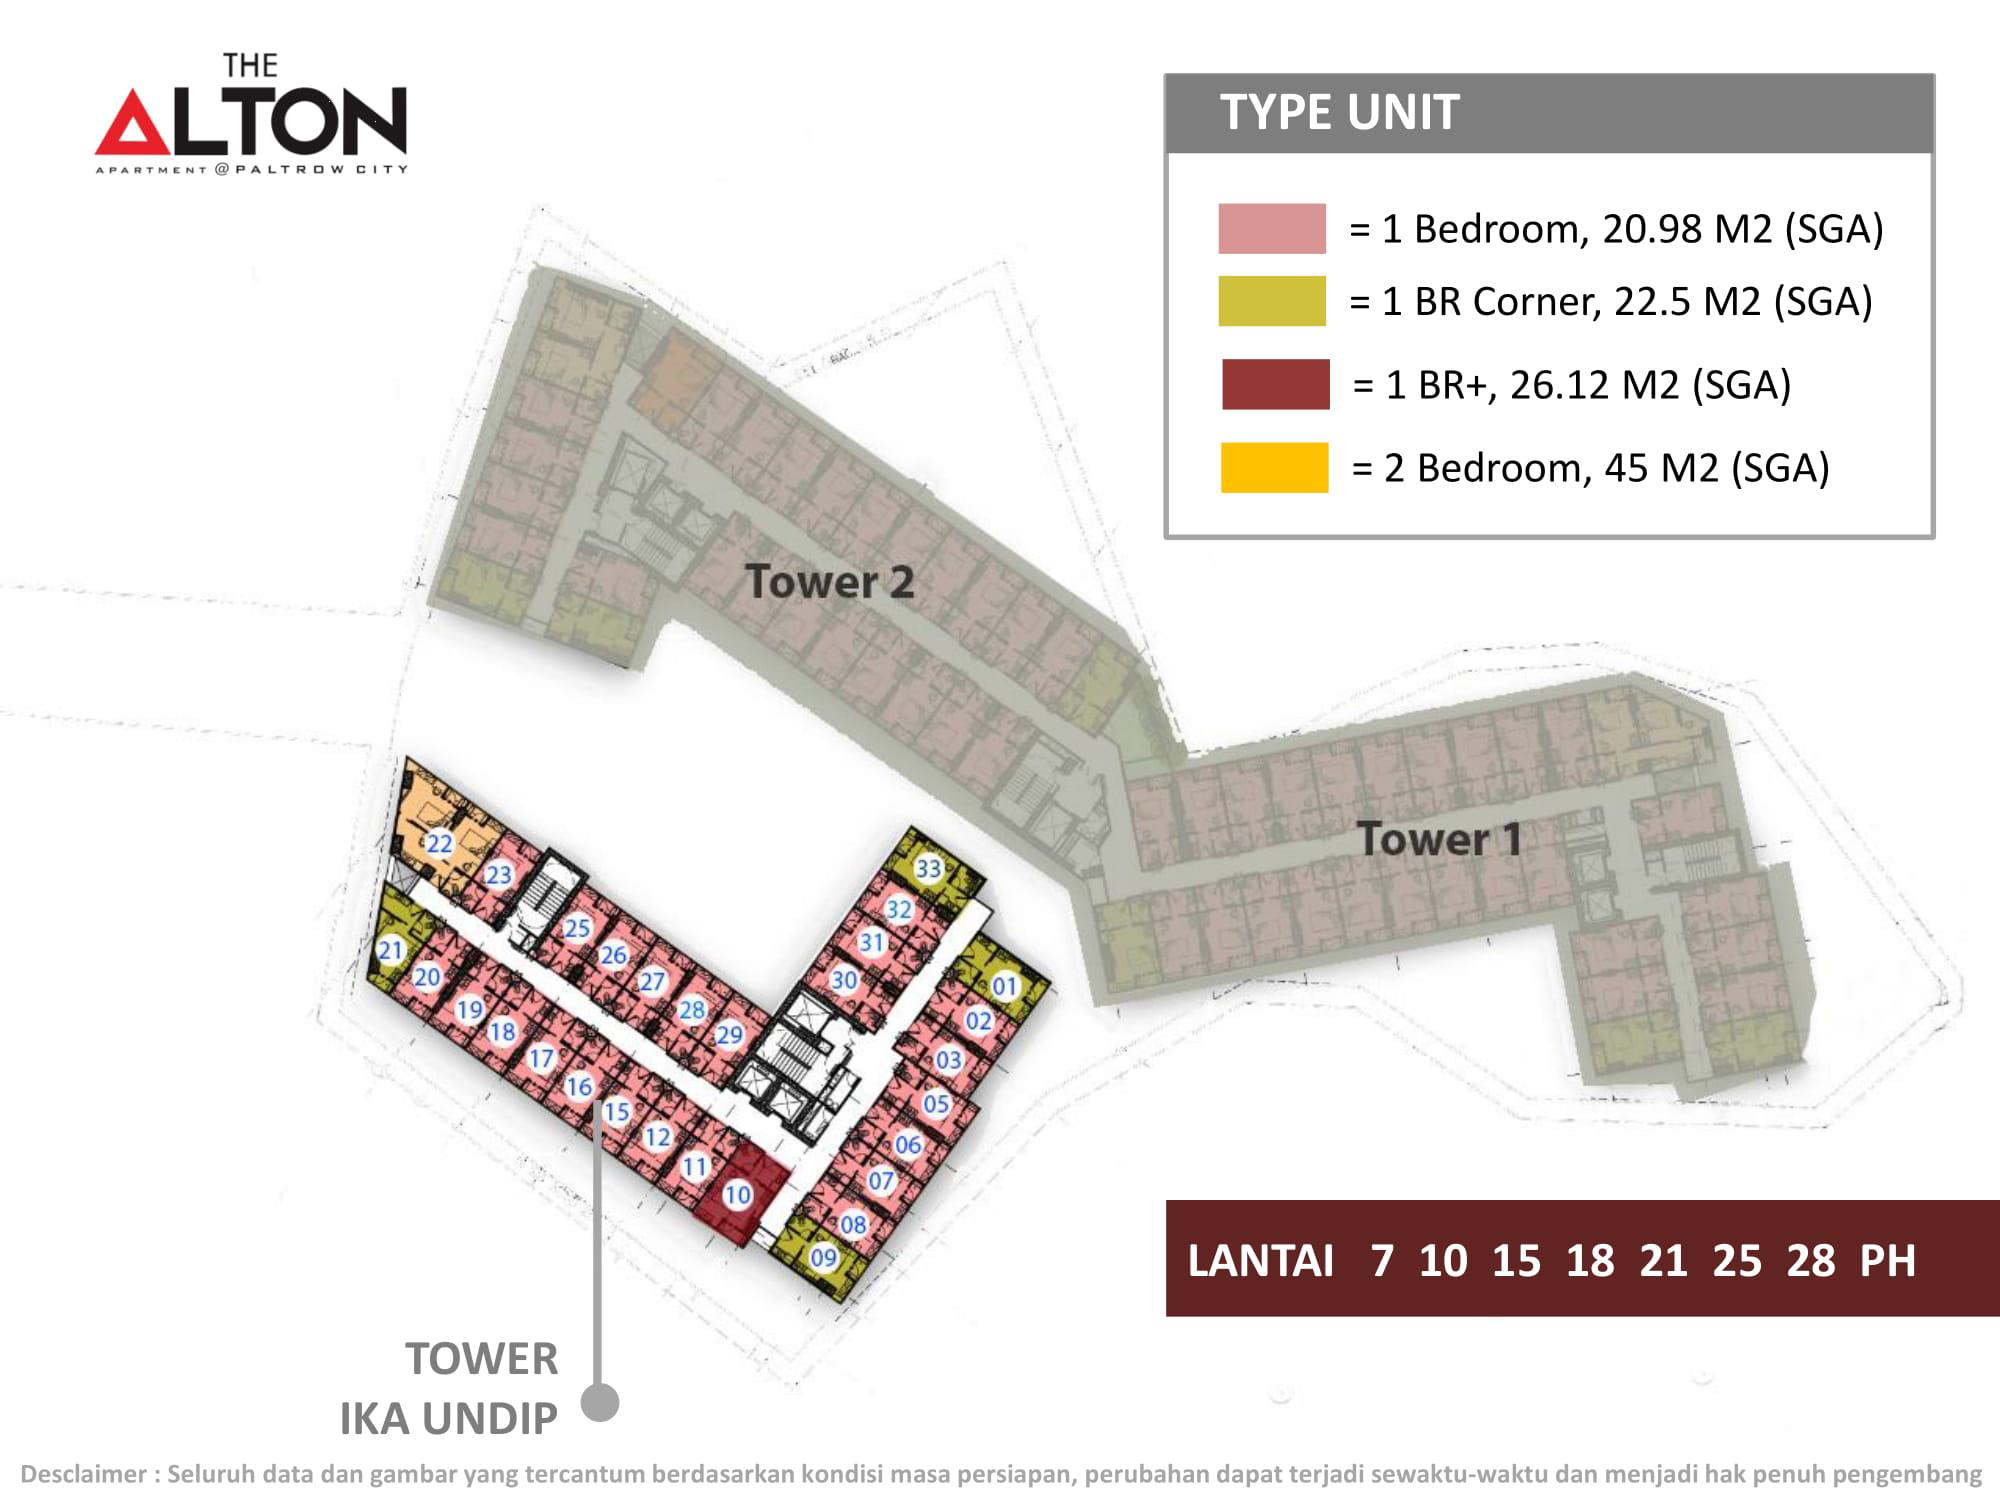 THE
ALTON
APARTMENT @ PALTROW CITY
TYPE UNIT
= 1 Bedroom, 20.98 M2 (SGA)
= 1 BR Corner, 22.5 M2 (SGA)
= 1 BR+, 26.12 M2 (SGA)
= 2 Bedroom, 45 M2 (SGA)
Tower 2
Tower 1
22
23
21
20
25
26
27
28
29
19
18
17
16
15
12
11
10
33
32
31
30
01
02
03
05
06
07
08
09
LANTAI 7 10 15 18 21 25 28 PH
TOWER
IKA UNDIP
Desclaimer : Seluruh data dan gambar yang tercantum berdasarkan kondisi masa persiapan, perubahan dapat terjadi sewaktu-waktu dan menjadi hak penuh pengembang